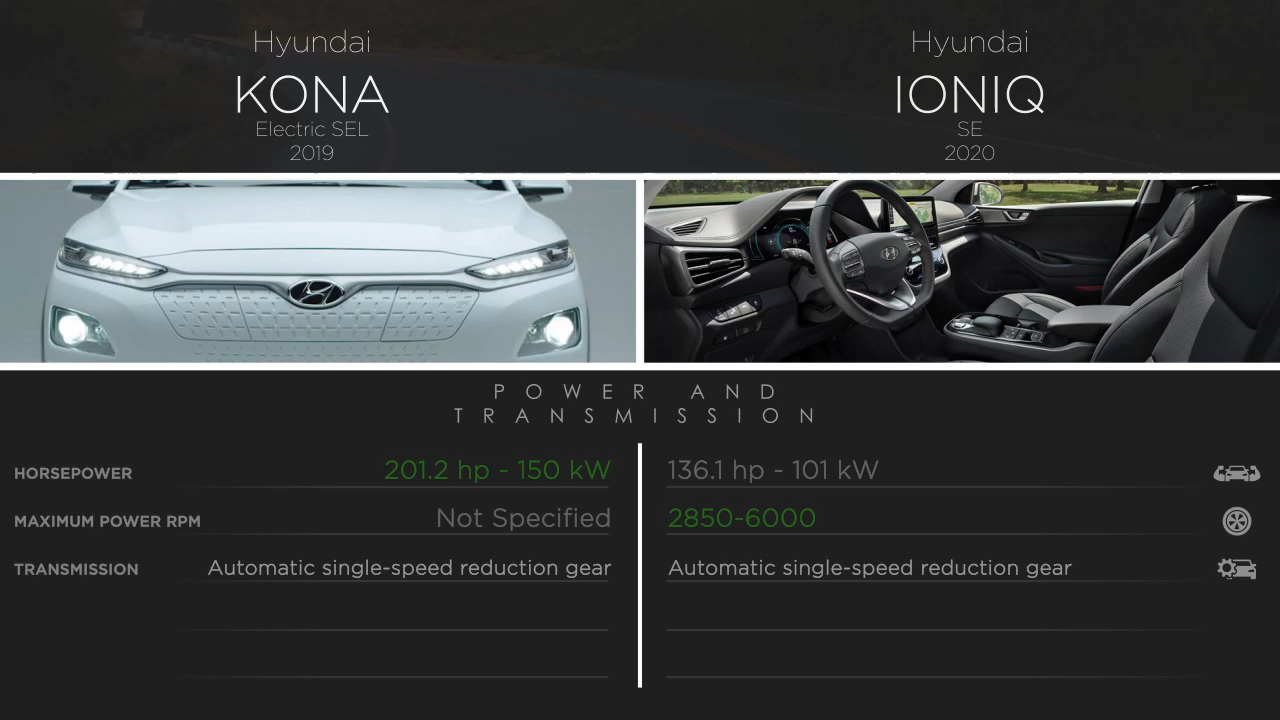 Hyundai
KONA
Electric SEL
2019
Hyundai
IONIQ
SE
2020
POWER AND
TRANSMISSION
HORSEPOWER 201.2 hp - 150 kW 136.1 hp - 101 kW
MAXIMUM POWER RPM Not Specified 2850-6000
TRANSMISSION Automatic single-speed reduction gear Automatic single-speed reduction gear